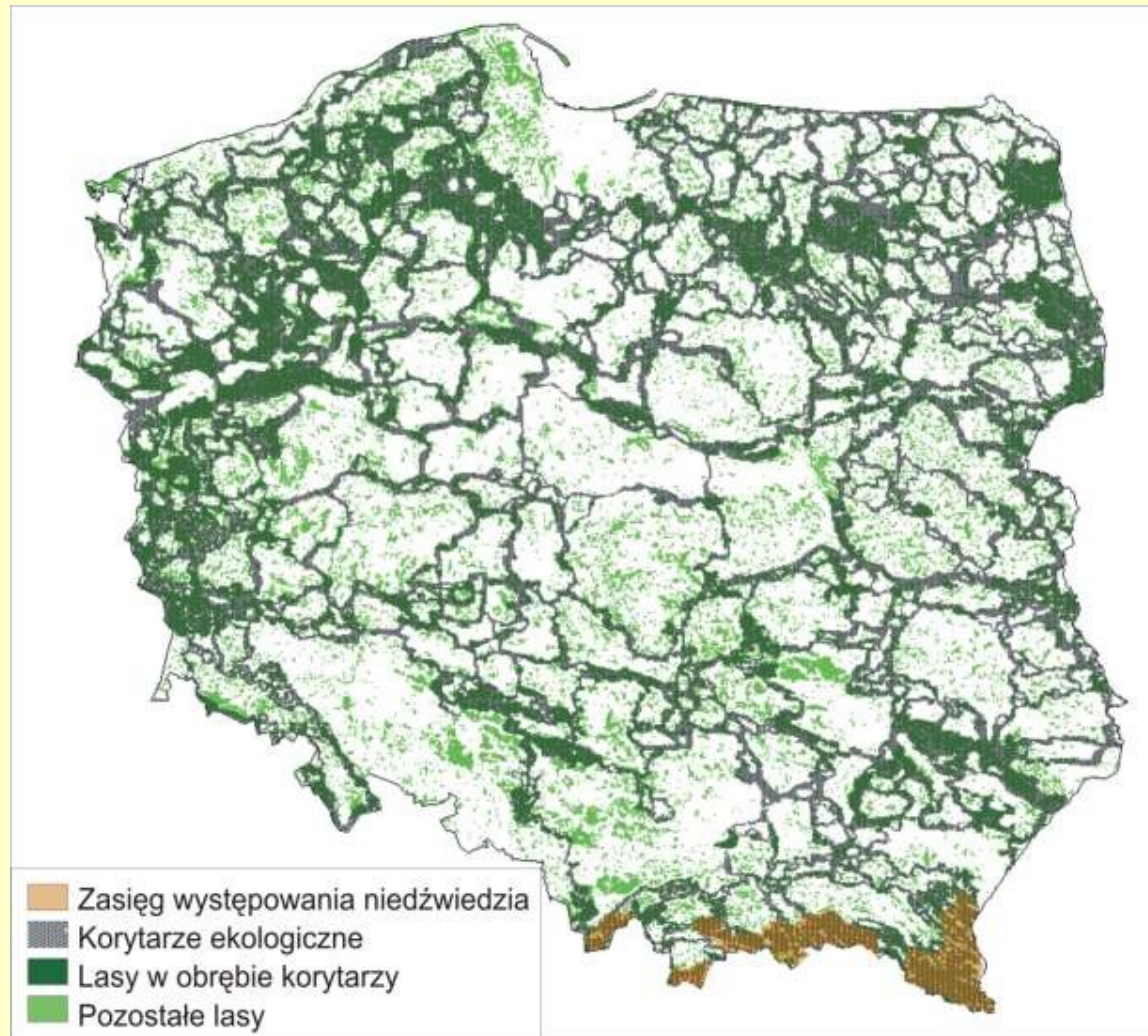 Zasięg występowania niedźwiedzia
Korytarze ekologiczne
Lasy w obrębie korytarzy
Pozostałe lasy